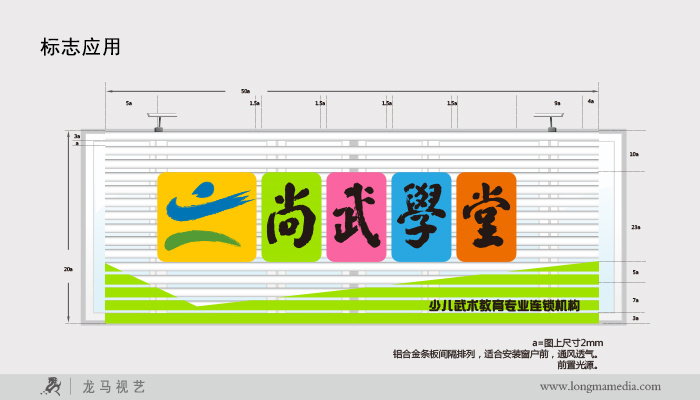 标志应用
50a
5a
1.5a
1.5a
1.5a
1.5a
9a
4a
3a
a
20a
10a
23a
5a
7a
3a
尚武學堂
少儿武术教育专业连锁机构
a=图上尺寸2mm
铝合金条板间隔排列，适合安装窗户前，通风透气。
前置光源。
龙马视艺
www.longmamedia.com